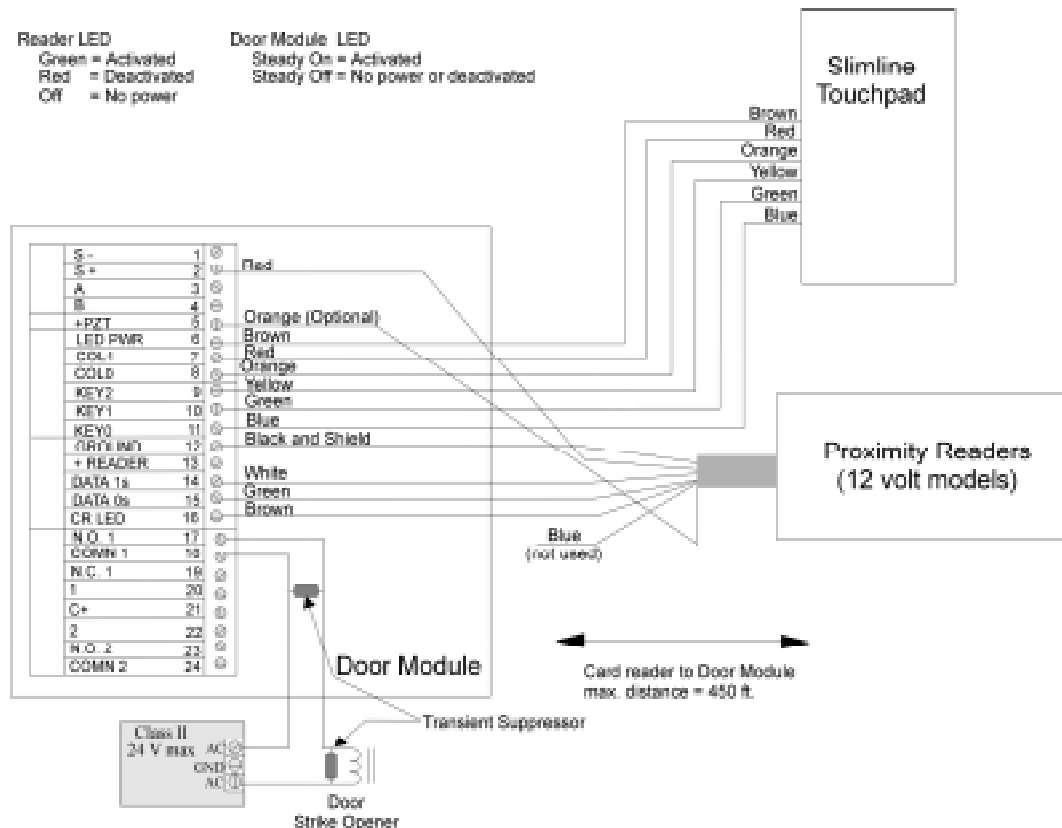 Reader LED
Green = Activated
Red = Deactivated
Off = No power
Door Module LED
Steady On = Activated
Steady Off = No power or deactivated
Slimline
Touchpad
Brown
Red
Orange
Yellow
Green
Blue
S - 1
S + 2
A 3
B 4
+PZT 5
LED PWR 6
COL1 7
COL0 8
KEY2 9
KEY1 10
KEY0 11
GROUND 12
+ READER 13
DATA 1s 14
DATA 0s 15
CR LED 16
N.O. 1 17
COMN 1 18
N.C. 1 19
1 20
C+ 21
2 22
N.O. 2 23
COMN 2 24
Red
Orange (Optional)
Brown
Red
Orange
Yellow
Green
Blue
Black and Shield
White
Green
Brown
Proximity Readers
(12 volt models)
Blue
(not used)
Door Module
Card reader to Door Module
max. distance = 450 ft.
Transient Suppressor
Class II
24 V max
AC
GND
AC
Door
Strike Opener